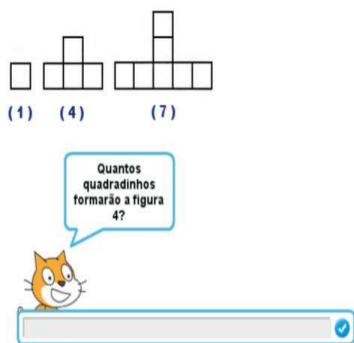 (1) (4) (7)
Quantos
quadradinhos
formarão a figura
4?